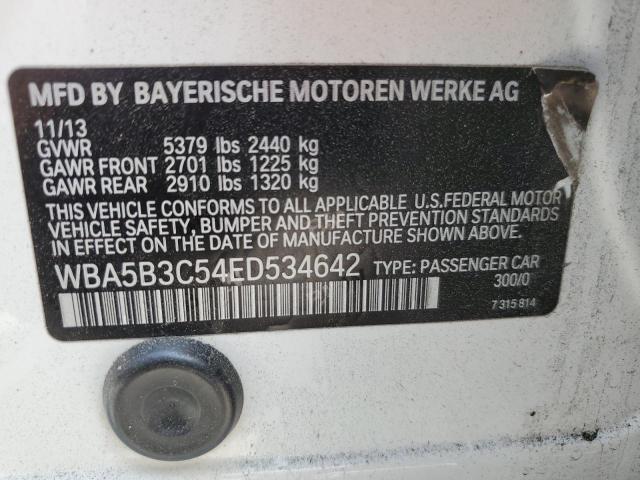 MFD BY BAYERISCHE MOTOREN WERKE AG
11/13
GVWR 5379 lbs 2440 kg
GAWR FRONT 2701 lbs 1225 kg
GAWR REAR 2910 lbs 1320 kg
THIS VEHICLE CONFORMS TO ALL APPLICABLE U.S.FEDERAL MOTOR
VEHICLE SAFETY, BUMPER AND THEFT PREVENTION STANDARDS
IN EFFECT ON THE DATE OF MANUFACTURE SHOWN ABOVE.
WBA5B3C54ED534642 TYPE: PASSENGER CAR
300/0
7 315 814